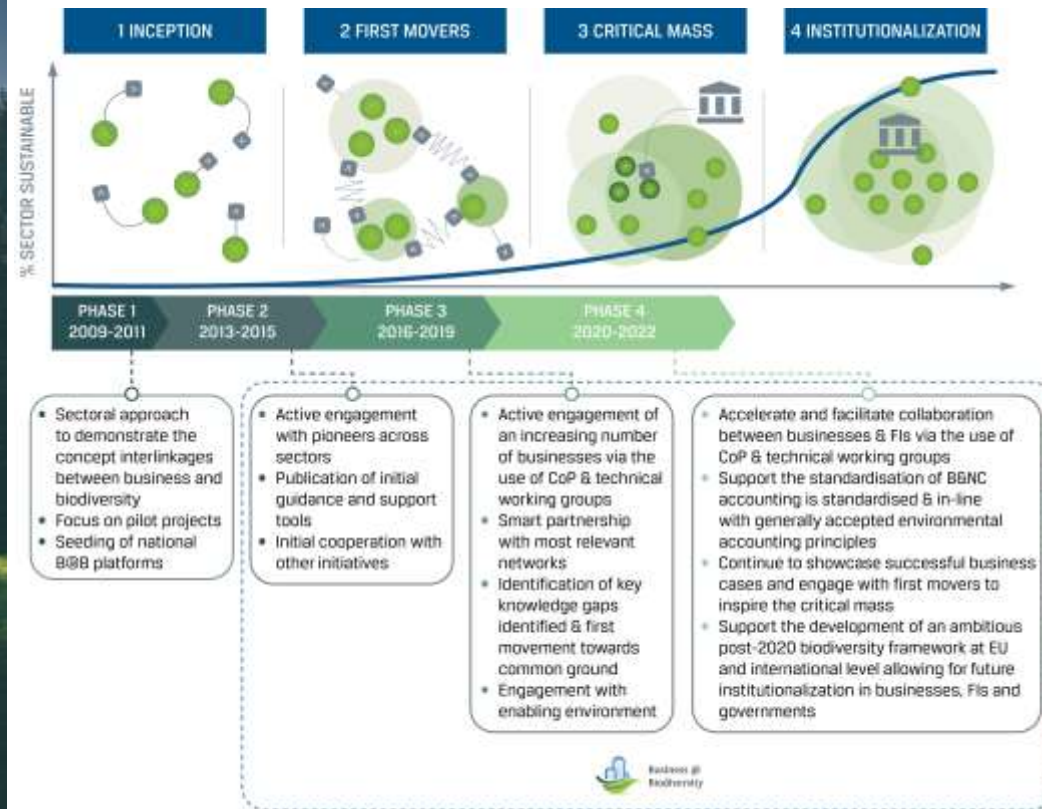 1 INCEPTION
2 FIRST MOVERS
3 CRITICAL MASS
4 INSTITUTIONALIZATION
% SECTOR SUSTAINABLE
PHASE 1
2009-2011
PHASE 2
2013-2015
PHASE 3
2016-2019
PHASE 4
2020-2022
• Sectoral approach
to demonstrate the
concept interlinkages
between business and
biodiversity
• Focus on pilot projects
• Seeding of national
B@B platforms
• Active engagement
with pioneers across
sectors
• Publication of initial
guidance and support
tools
• Initial cooperation with
other initiatives
• Active engagement of
an increasing number
of businesses via the
use of CoP & technical
working groups
• Smart partnership
with most relevant
networks
• Identification of key
knowledge gaps
identified & first
movement towards
common ground
• Engagement with
enabling environment
• Accelerate and facilitate collaboration
between businesses & FIs via the use of
CoP & technical working groups
• Support the standardisation of B&NC
accounting is standardised & in-line
with generally accepted environmental
accounting principles
• Continue to showcase successful business
cases and engage with first movers to
inspire the critical mass
• Support the development of an ambitious
post-2020 biodiversity framework at EU
and international level allowing for future
institutionalization in businesses, FIs and
governments
Business @
Biodiversity